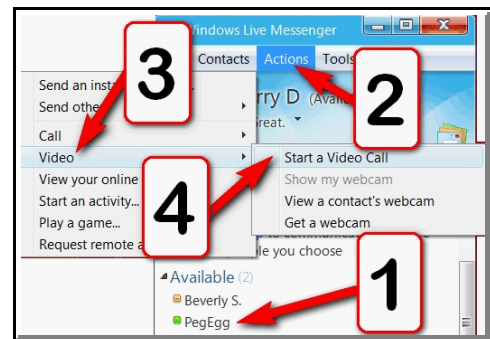 Windows Live Messenger
Contacts Actions Tools
Send an insta
Send othe
Call
Video
View your online
Start an activity...
Play a game...
Request remote a
rry D (Avail
reat.
Start a Video Call
Show my webcam
View a contact's webcam
Get a webcam
ble you choose
Available (2)
Beverly S.
PegEgg
3
2
4
1